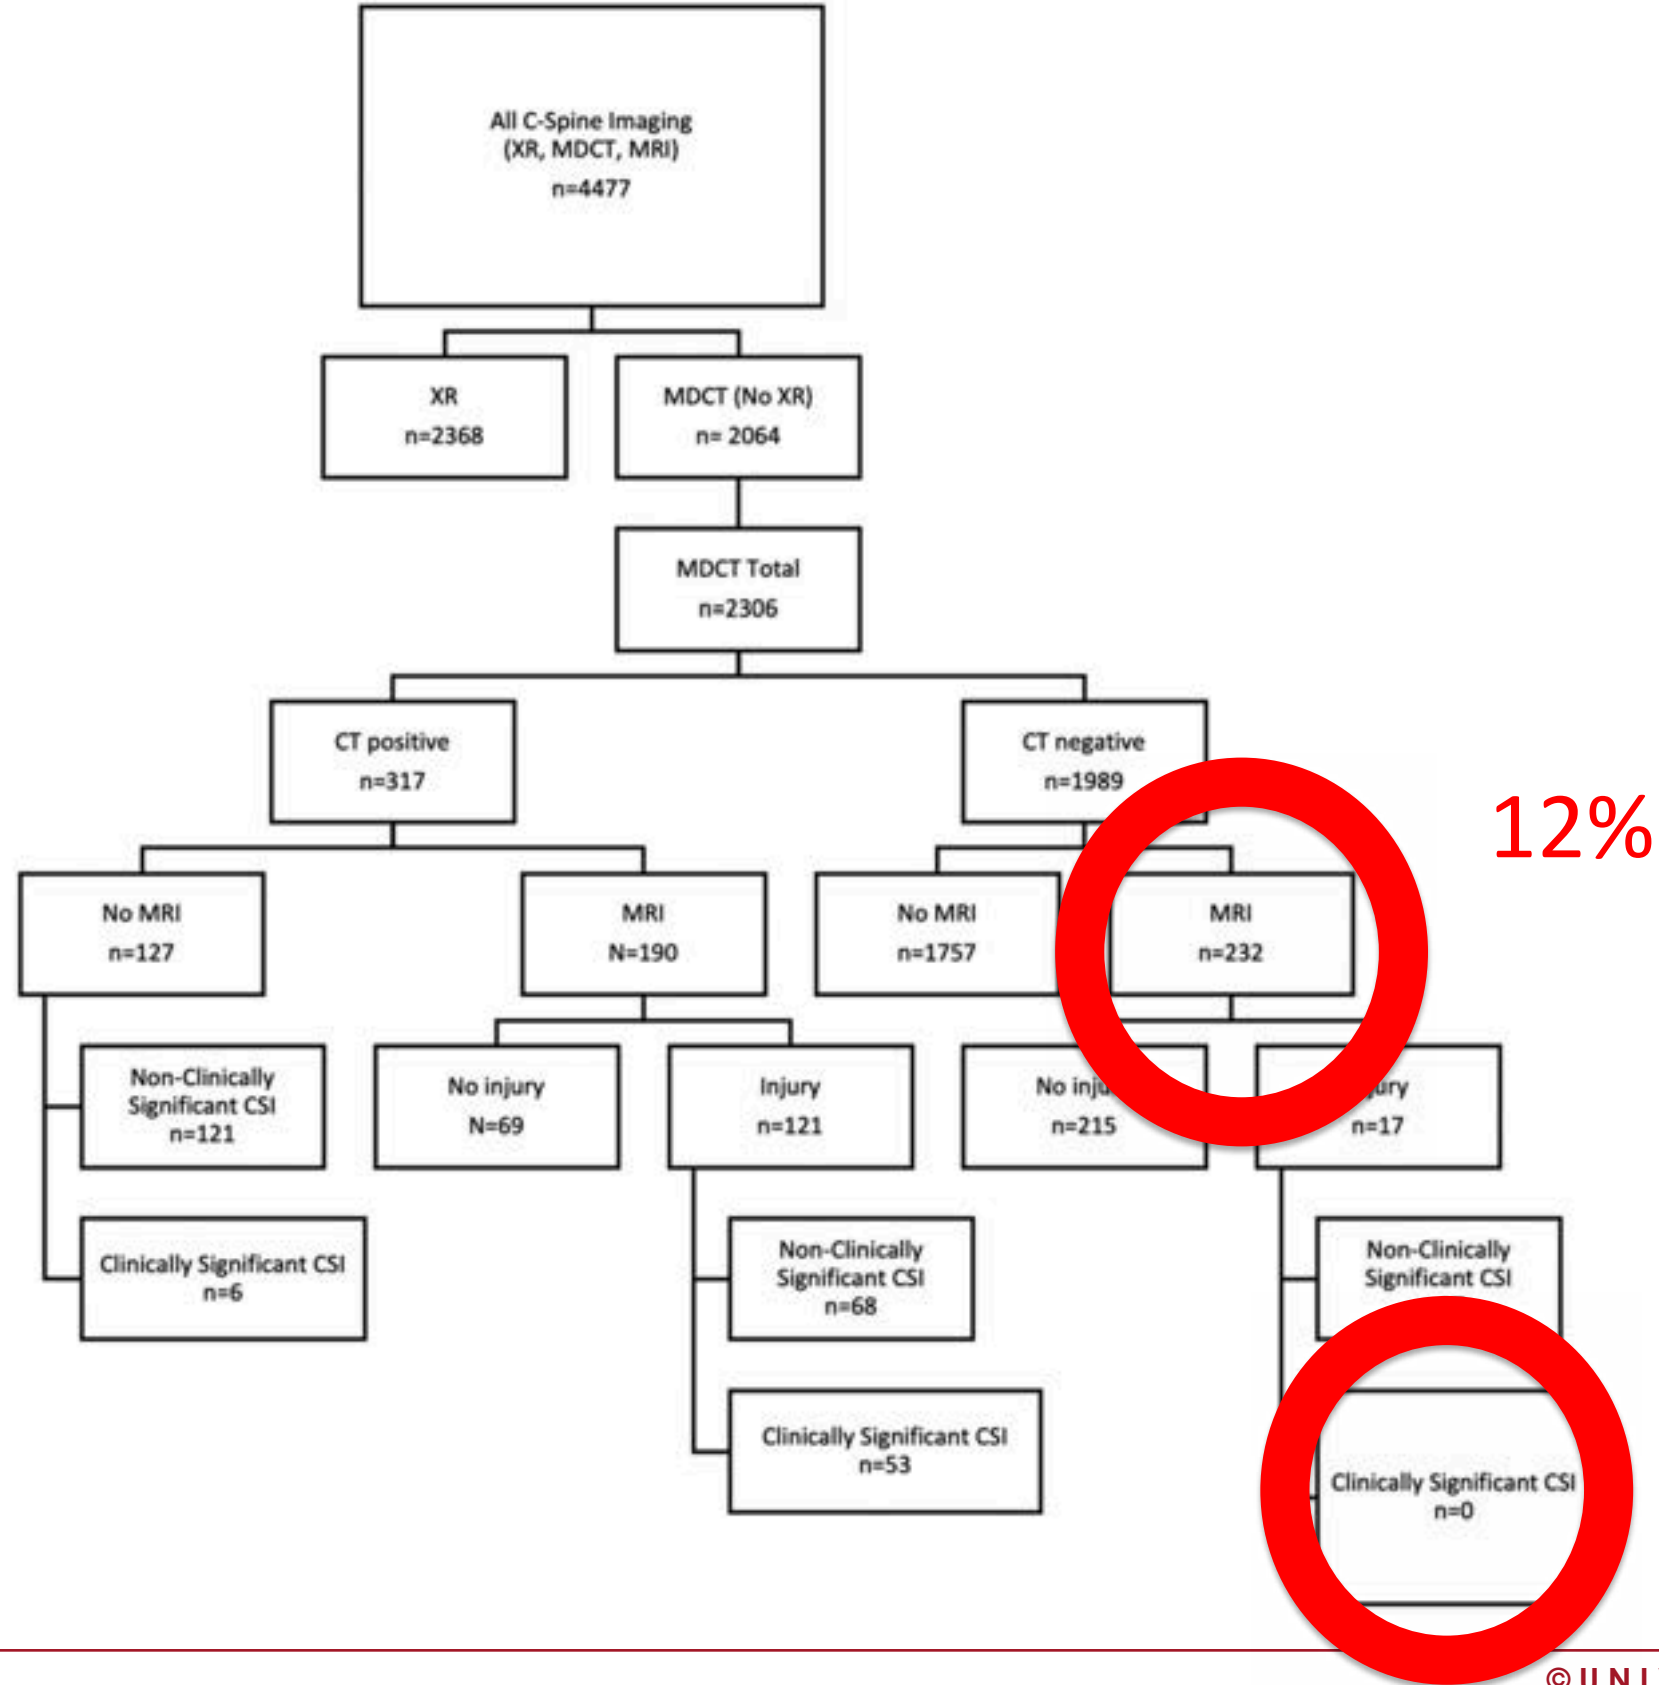 All C-Spine Imaging
(XR, MDCT, MRI)
n=4477
XR
n=2368
MDCT (No XR)
n= 2064
MDCT Total
n=2306
CT positive
n=317
CT negative
n=1989
12%
No MRI
n=127
MRI
N=190
No MRI
n=1757
MRI
n=232
Non-Clinically
Significant CSI
n=121
No injury
N=69
Injury
n=121
No inju
n=215
jury
n=17
Clinically Significant CSI
n=6
Non-Clinically
Significant CSI
n=68
Non-Clinically
Significant CSI
Clinically Significant CSI
n=53
Clinically Significant CSI
n=0